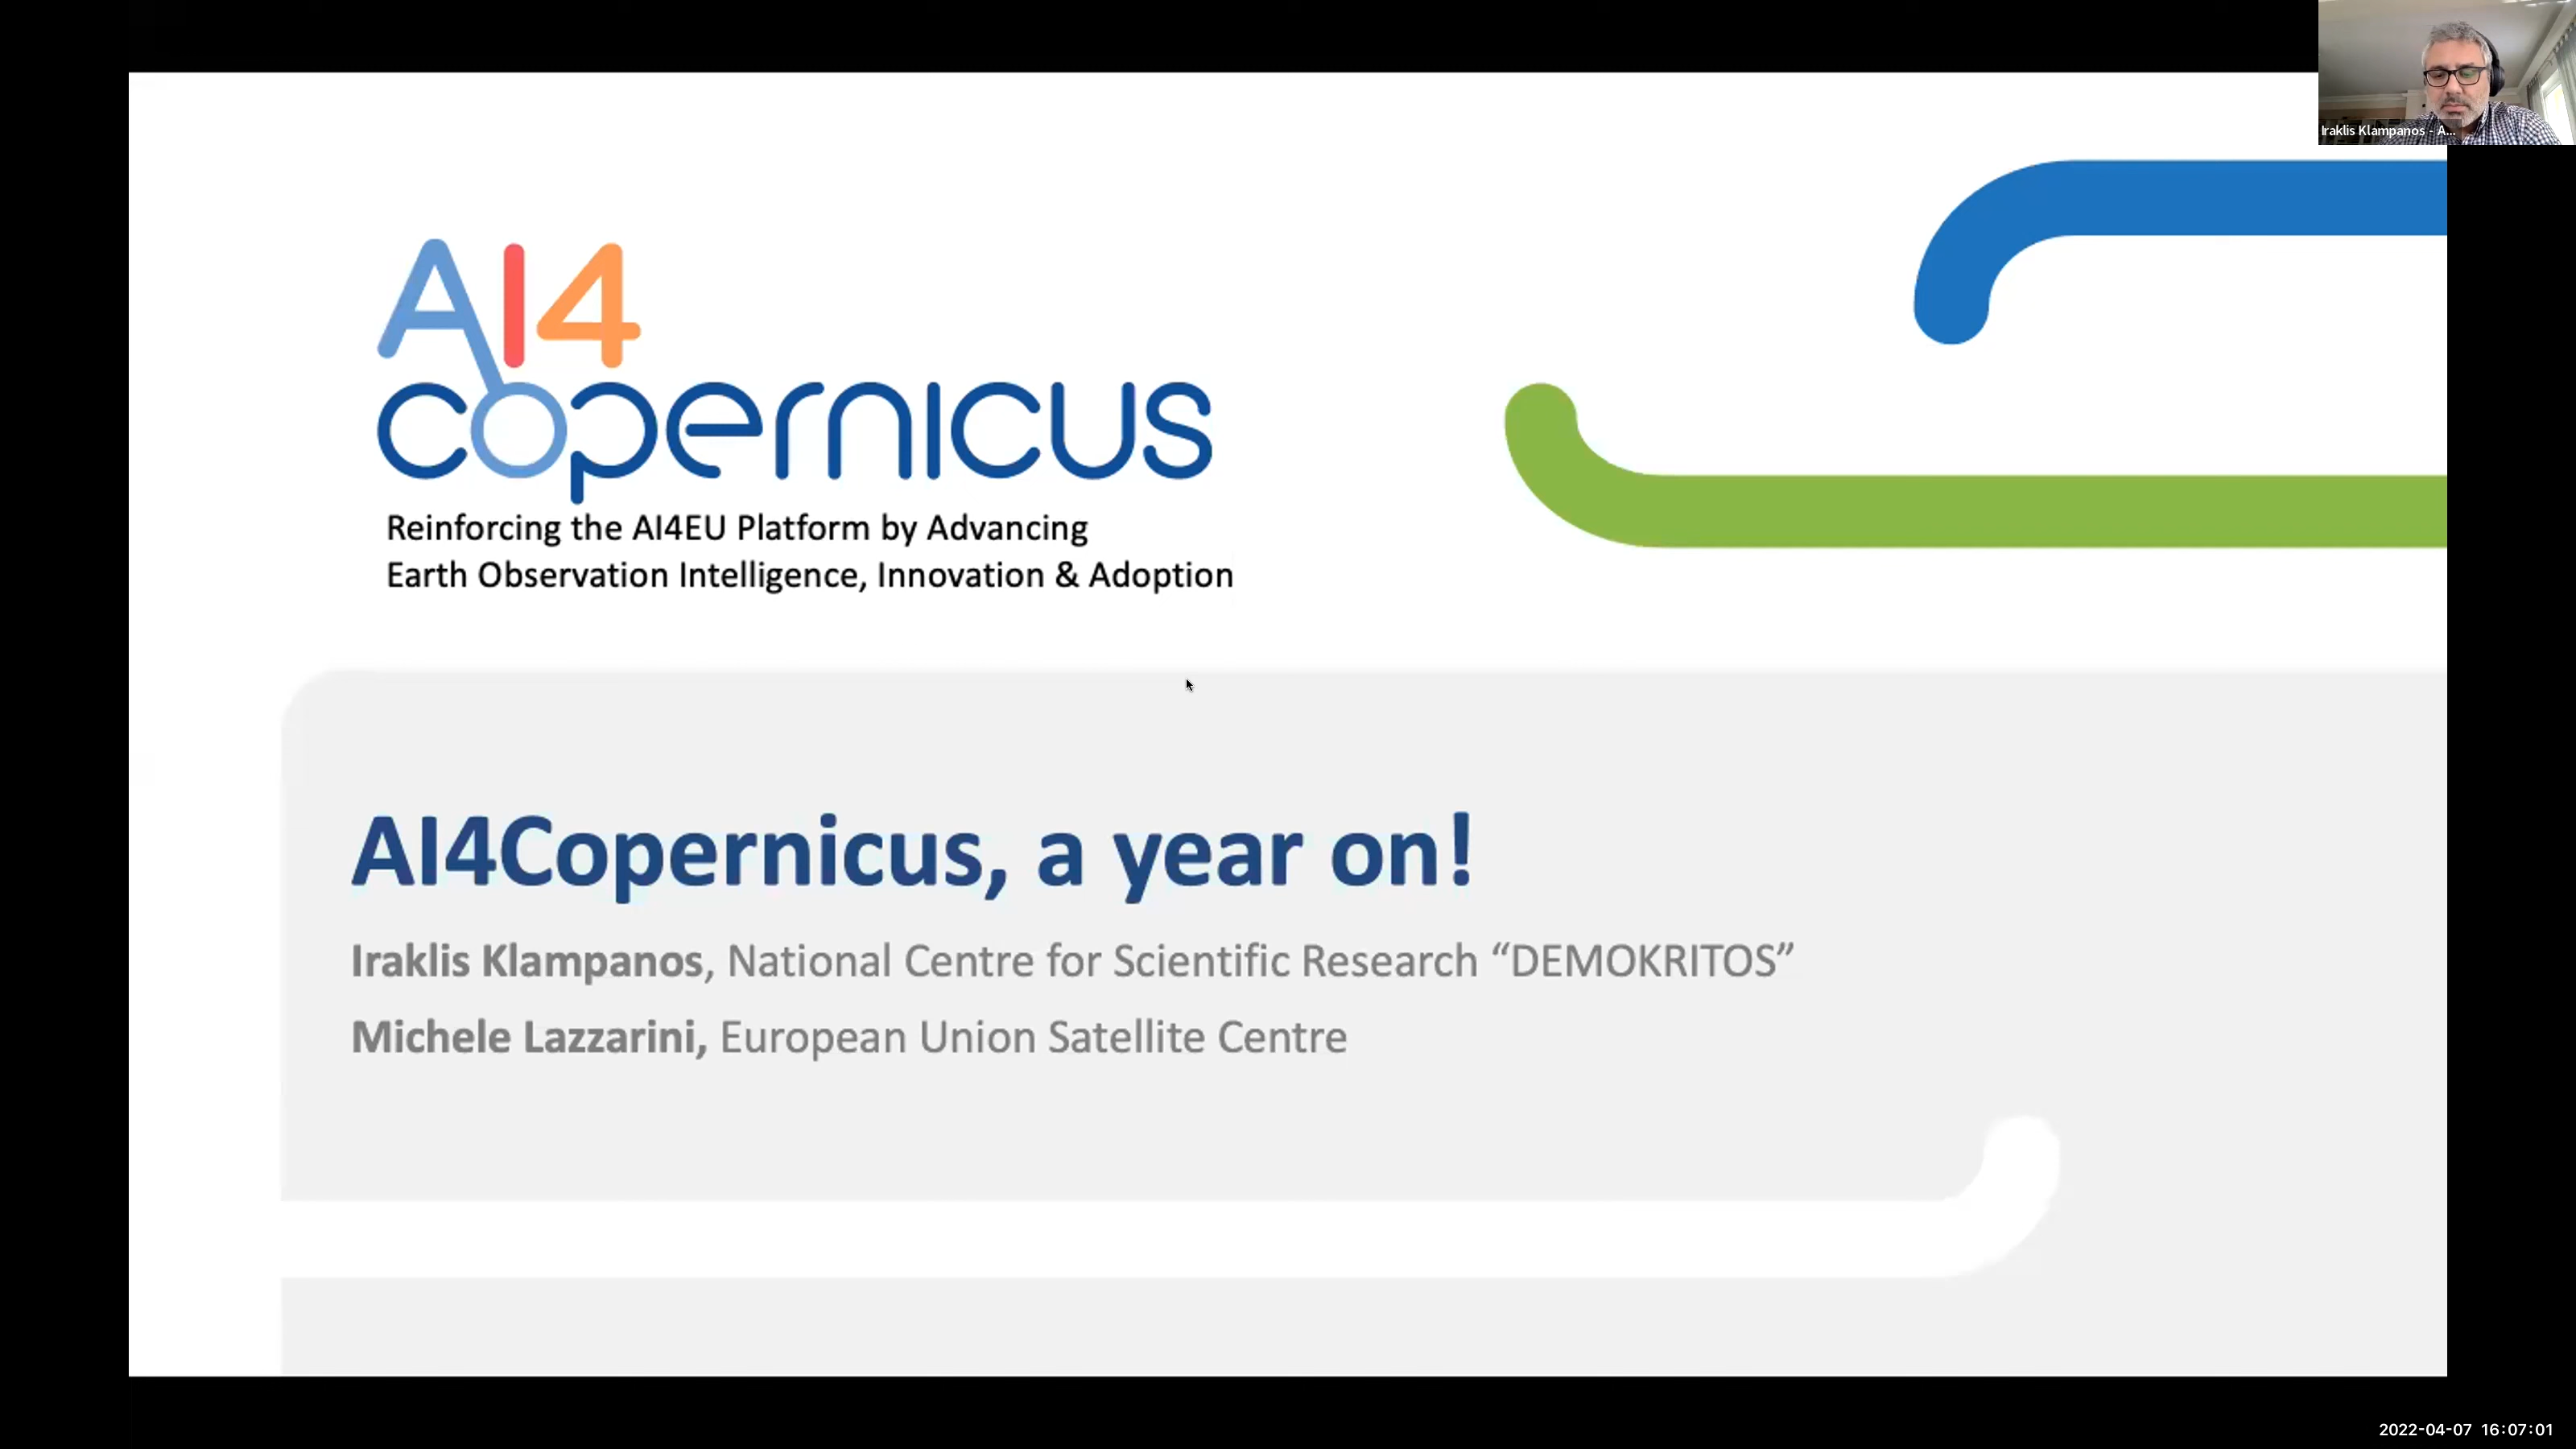 Iraklis Klampanos - A...
AI4
copernicus
Reinforcing the AI4EU Platform by Advancing
Earth Observation Intelligence, Innovation & Adoption
AI4Copernicus, a year on!
Iraklis Klampanos, National Centre for Scientific Research “DEMOKRITOS”
Michele Lazzarini, European Union Satellite Centre
2022-04-07 16:07:01